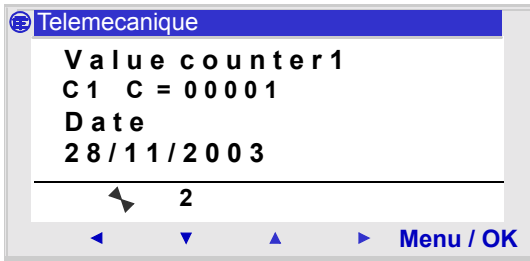 Telemecanique
Value counter1
C1 C = 00001
Date
28/11/2003
2
Menu / OK